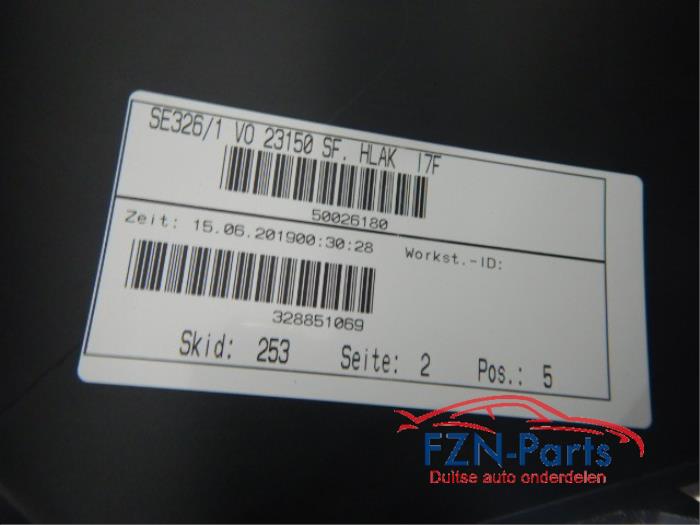 SE326/1 VO 23150 SF. HLAK I7F
50026180
Zeit: 15.06.201900:30:28 Workst.-ID:
328851069
Skid: 253 Seite: 2 Pos.: 5
FZN-Parts
Duitse auto onderdelen